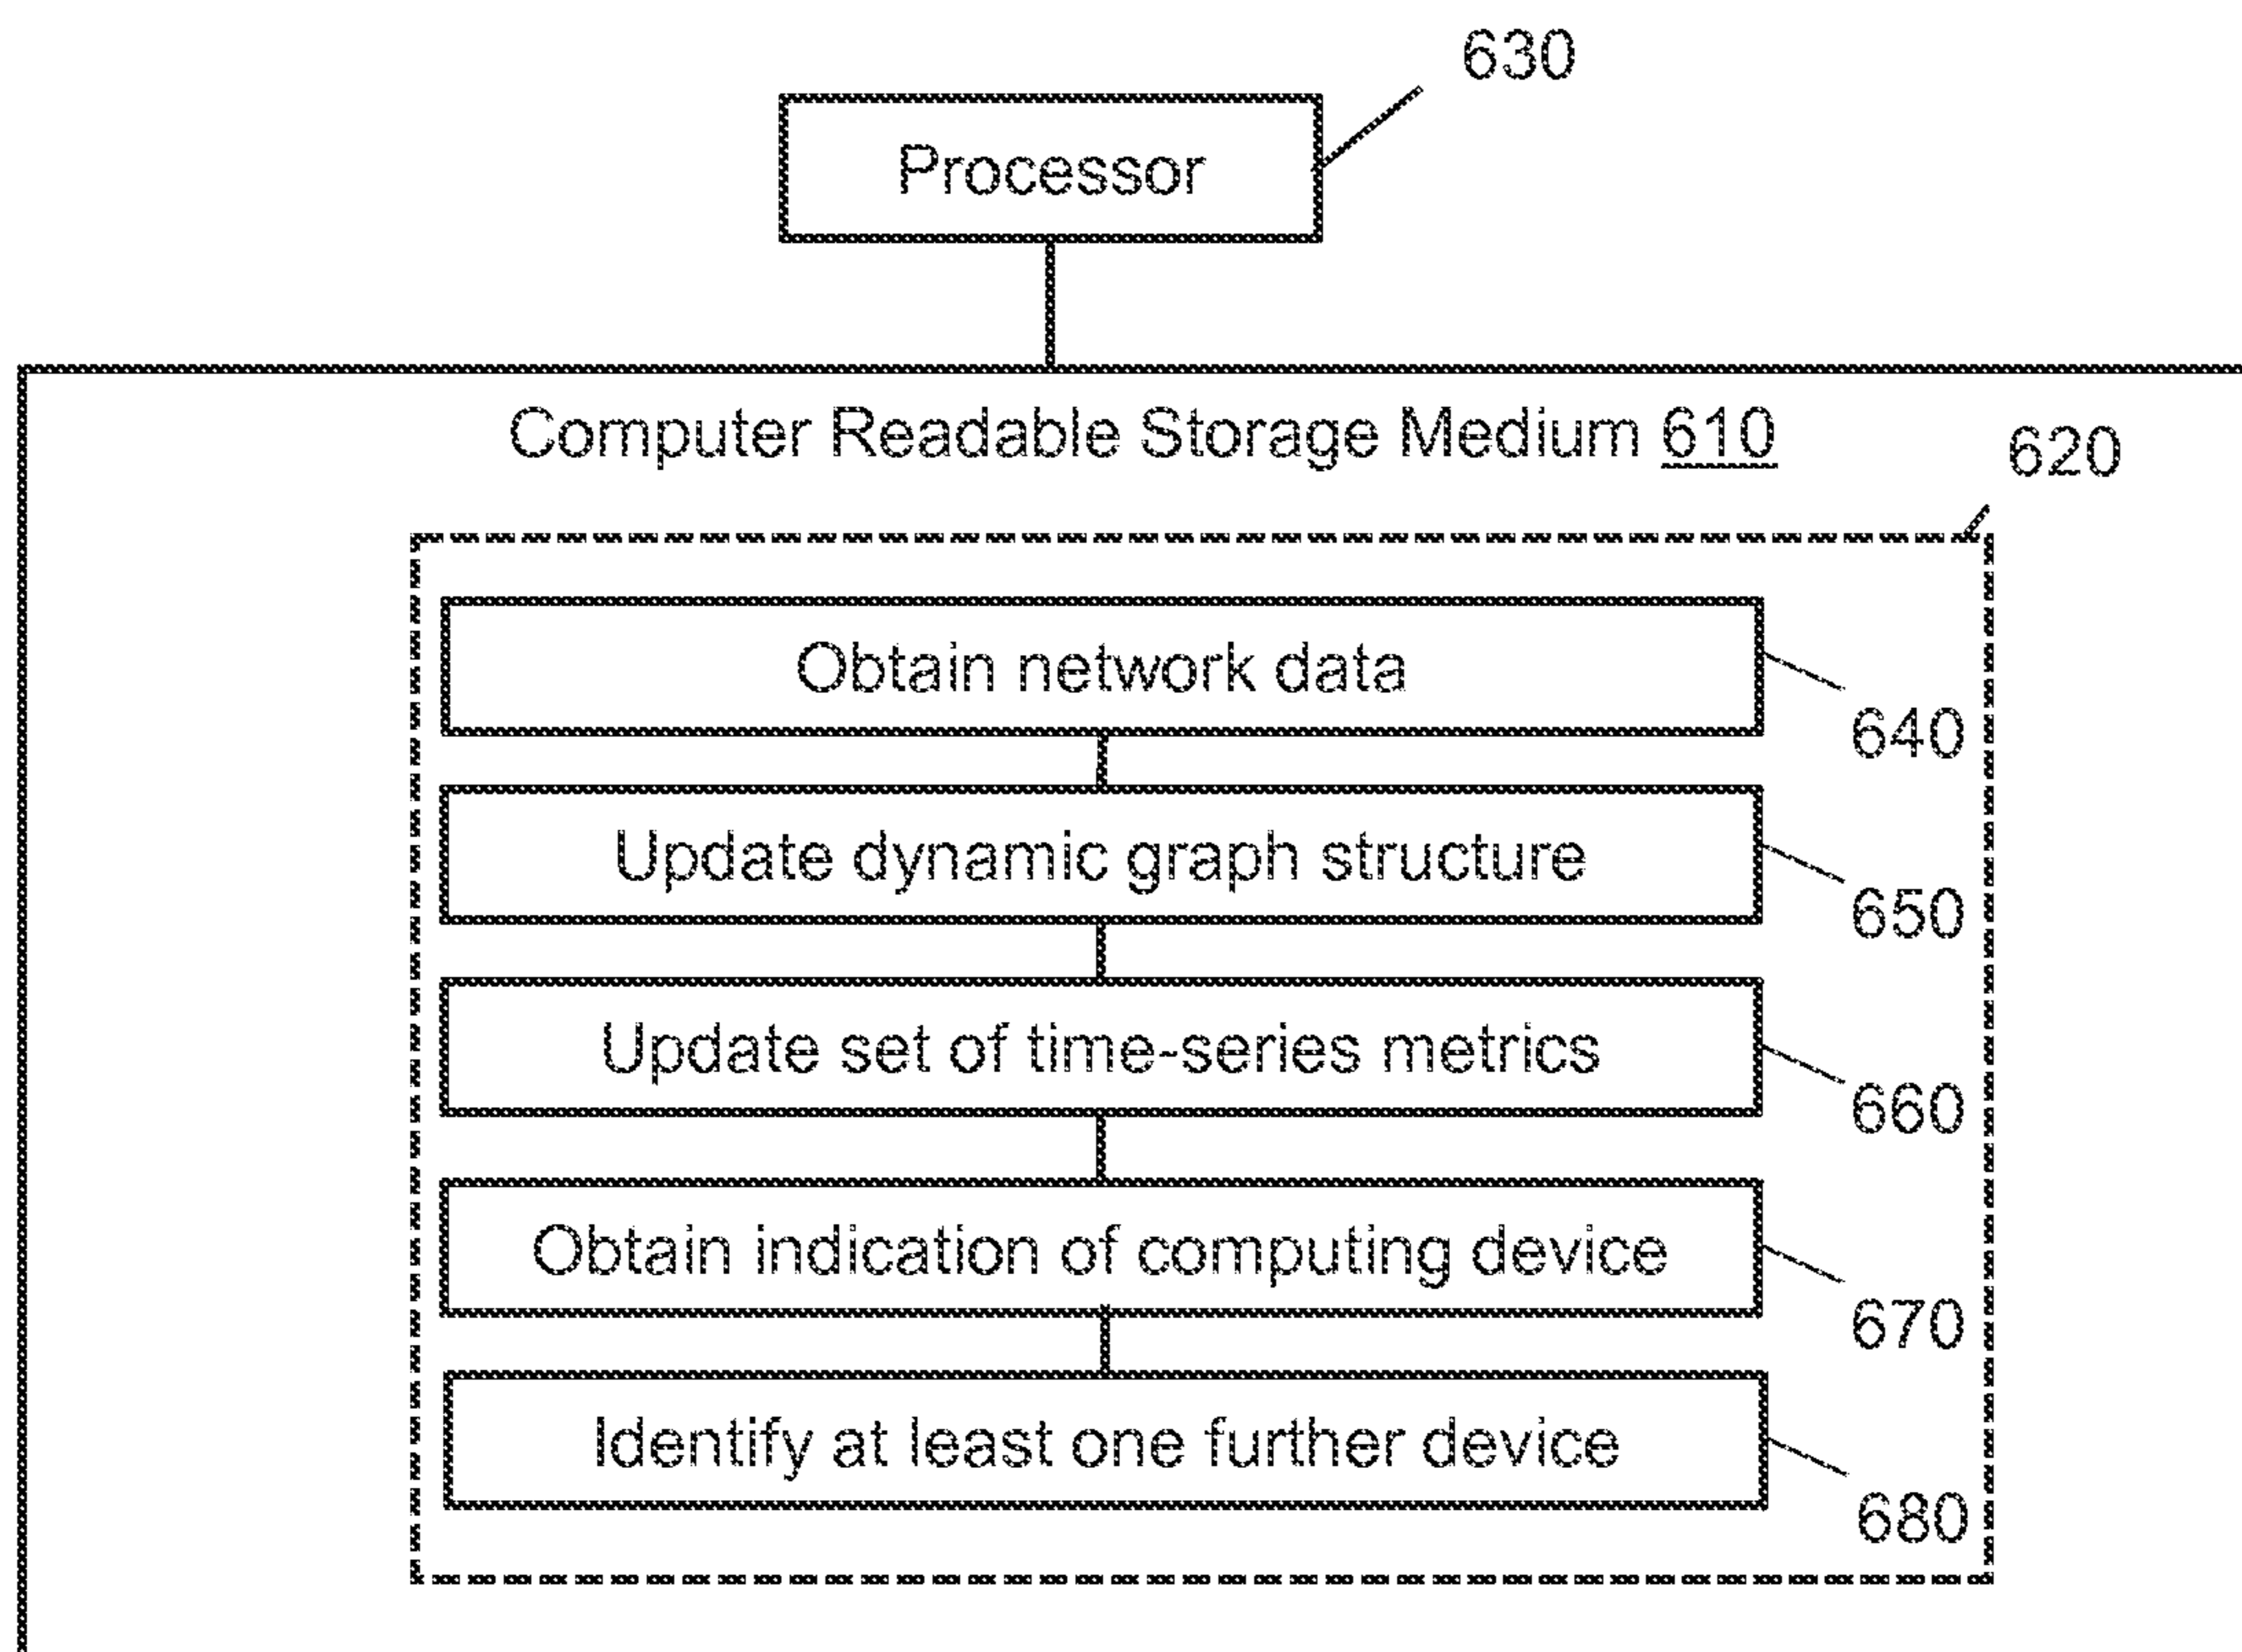 630
Processor
Computer Readable Storage Medium 610
620
Obtain network data
640
Update dynamic graph structure
650
Update set of time-series metrics
660
Obtain indication of computing device
670
Identify at least one further device
680